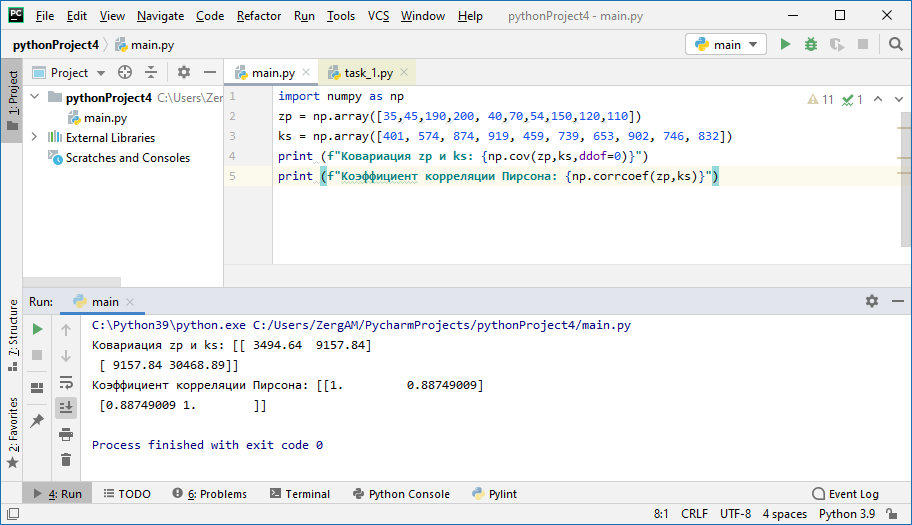 PC File Edit View Navigate Code Refactor Run Tools VCS Window Help pythonProject4 - main.py
pythonProject4 main.py main
1: Project
Project main.py task_1.py
pythonProject4 C:\Users\Zer
main.py
External Libraries
Scratches and Consoles
11 1
1 import numpy as np
2 zp = np.array([35,45,190,200, 40,70,54,150,120,110])
3 ks = np.array([401, 574, 874, 919, 459, 739, 653, 902, 746, 832])
4 print (f"Ковариация zp и ks: {np.cov(zp,ks,ddof=0)}")
5 print (f"Коэффициент корреляции Пирсона: {np.corrcoef(zp,ks)}")
Run: main
7: Structure
2: Favorites
C:\Python39\python.exe C:/Users/ZergAM/PycharmProjects/pythonProject4/main.py
Ковариация zp и ks: [[ 3494.64  9157.84]
 [ 9157.84 30468.89]]
Коэффициент корреляции Пирсона: [[1.         0.88749009]
 [0.88749009 1.        ]]
Process finished with exit code 0
4: Run TODO 6: Problems Terminal Python Console Pylint Event Log
8:1 CRLF UTF-8 4 spaces Python 3.9